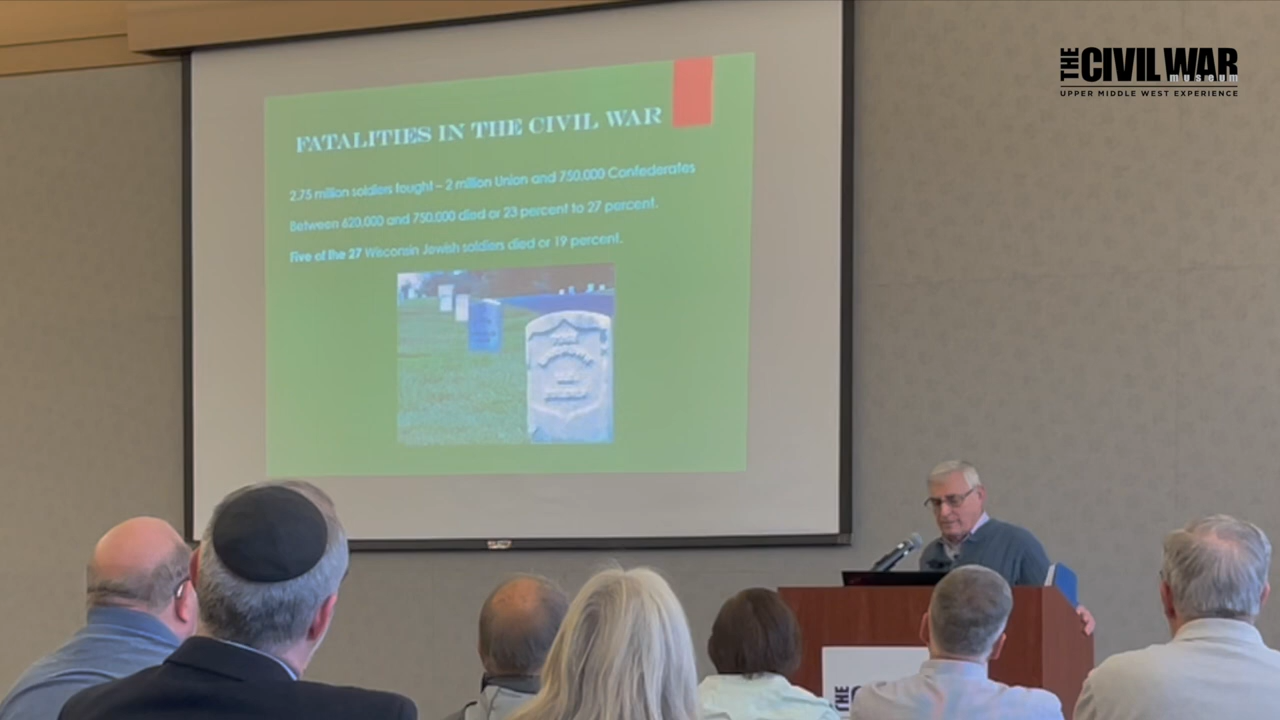 THE CIVIL WAR
museum
UPPER MIDDLE WEST EXPERIENCE
FATALITIES IN THE CIVIL WAR
2.75 million soldiers fought – 2 million Union and 750,000 Confederates
Between 620,000 and 750,000 died or 23 percent to 27 percent.
Five of the 27 Wisconsin Jewish soldiers died or 19 percent.
THE